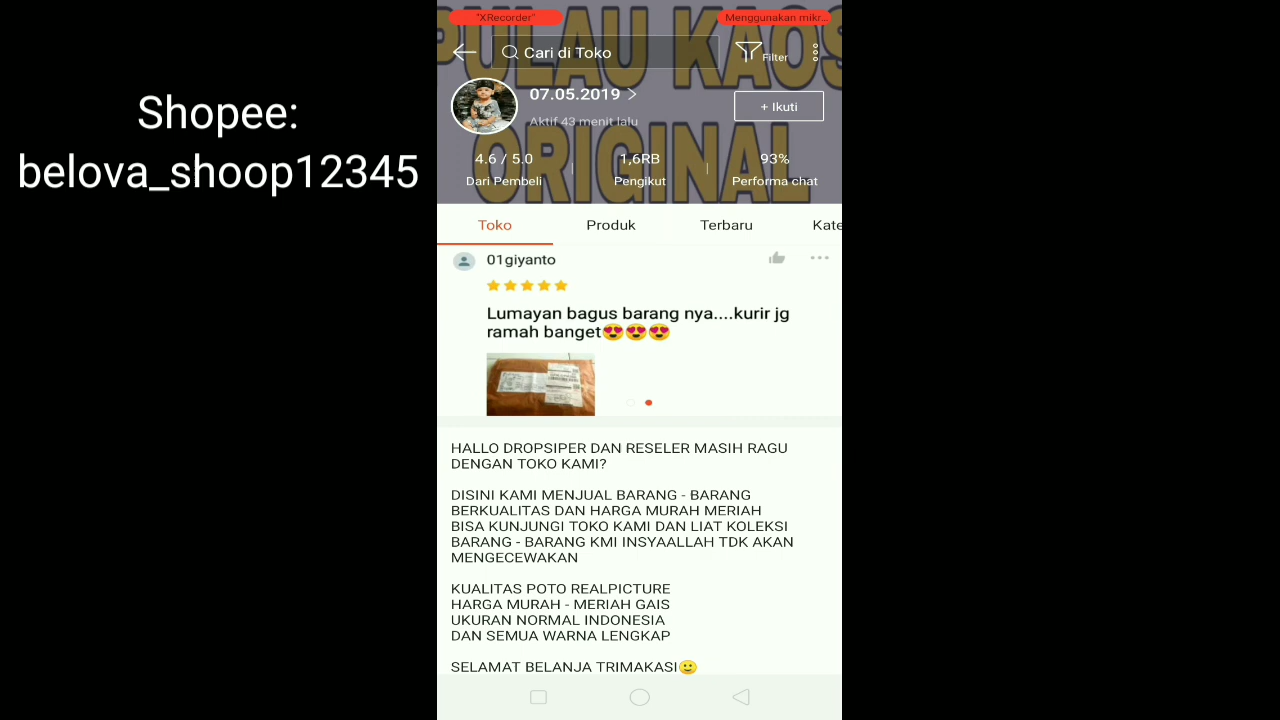 Shopee:
belova_shoop12345
"XRecorder"
Menggunakan mikr...
PULAU KAOS
ORIGINAL
Cari di Toko
Filter
07.05.2019 >
Aktif 43 menit lalu
+ Ikuti
4.6 / 5.0
1,6RB
93%
Dari Pembeli
Pengikut
Performa chat
Toko
Produk
Terbaru
Kate
01giyanto
Lumayan bagus barang nya....kurir jg
ramah banget😍😍😍
HALLO DROPSIPER DAN RESELER MASIH RAGU
DENGAN TOKO KAMI?
DISINI KAMI MENJUAL BARANG - BARANG
BERKUALITAS DAN HARGA MURAH MERIAH
BISA KUNJUNGI TOKO KAMI DAN LIAT KOLEKSI
BARANG - BARANG KMI INSYAALLAH TDK AKAN
MENGECEWAKAN
KUALITAS POTO REALPICTURE
HARGA MURAH - MERIAH GAIS
UKURAN NORMAL INDONESIA
DAN SEMUA WARNA LENGKAP
SELAMAT BELANJA TRIMAKASI🙂